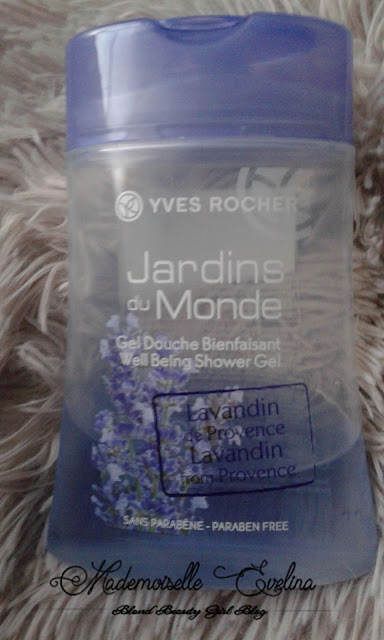 YVES ROCHER
Jardins
du Monde
Gel Douche Bienfaisant
Well Being Shower Gel
Lavandin
de Provence
Lavandin
from Provence
SANS PARABÈNE - PARABEN FREE
Mademoiselle Evelina
Blond Beauty Girl Blog